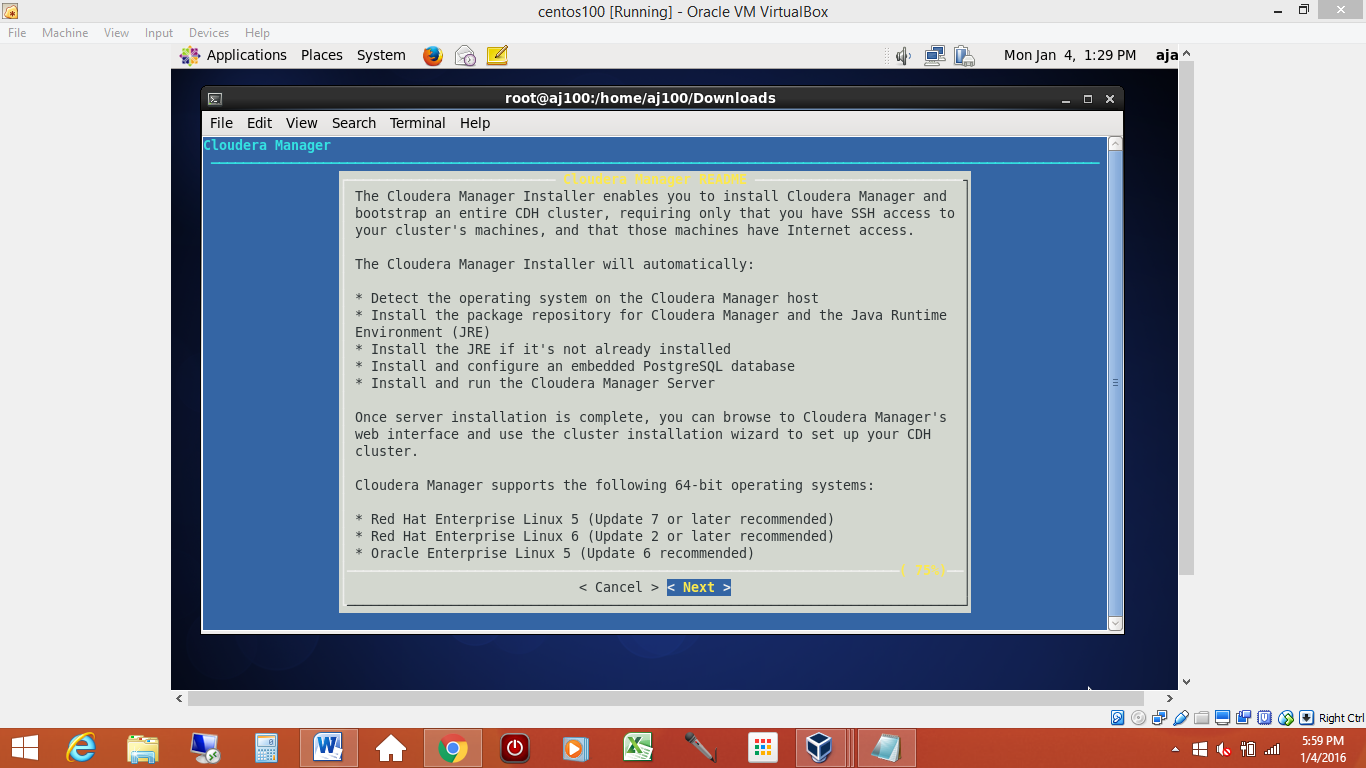 centos100 [Running] - Oracle VM VirtualBox
File Machine View Input Devices Help
Applications Places System Mon Jan 4, 1:29 PM aja
root@aj100:/home/aj100/Downloads
File Edit View Search Terminal Help
Cloudera Manager
Cloudera Manager README
The Cloudera Manager Installer enables you to install Cloudera Manager and
bootstrap an entire CDH cluster, requiring only that you have SSH access to
your cluster's machines, and that those machines have Internet access.
The Cloudera Manager Installer will automatically:
* Detect the operating system on the Cloudera Manager host
* Install the package repository for Cloudera Manager and the Java Runtime
Environment (JRE)
* Install the JRE if it's not already installed
* Install and configure an embedded PostgreSQL database
* Install and run the Cloudera Manager Server
Once server installation is complete, you can browse to Cloudera Manager's
web interface and use the cluster installation wizard to set up your CDH
cluster.
Cloudera Manager supports the following 64-bit operating systems:
* Red Hat Enterprise Linux 5 (Update 7 or later recommended)
* Red Hat Enterprise Linux 6 (Update 2 or later recommended)
* Oracle Enterprise Linux 5 (Update 6 recommended)
( 75%)
< Cancel > < Next >
Right Ctrl
5:59 PM
1/4/2016